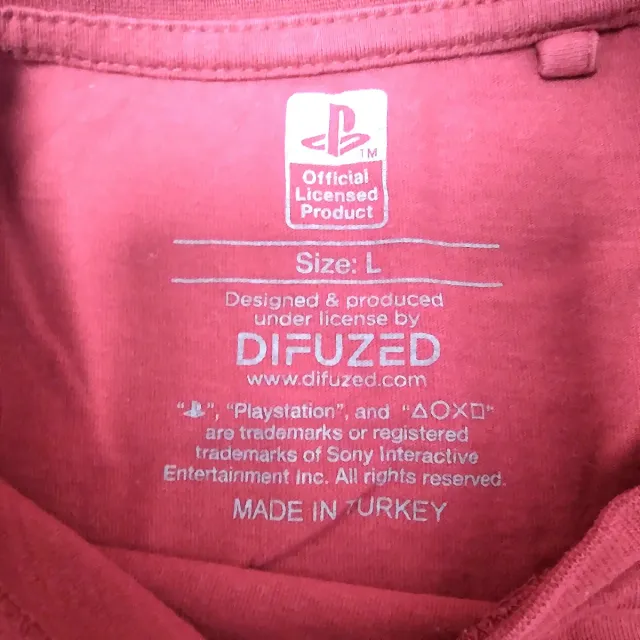 TM
Official
Licensed
Product
Size: L
Designed & produced
under license by
DIFUZED
www.difuzed.com
“ ”, “Playstation”, and “△○X□”
are trademarks or registered
trademarks of Sony Interactive
Entertainment Inc. All rights reserved.
MADE IN TURKEY